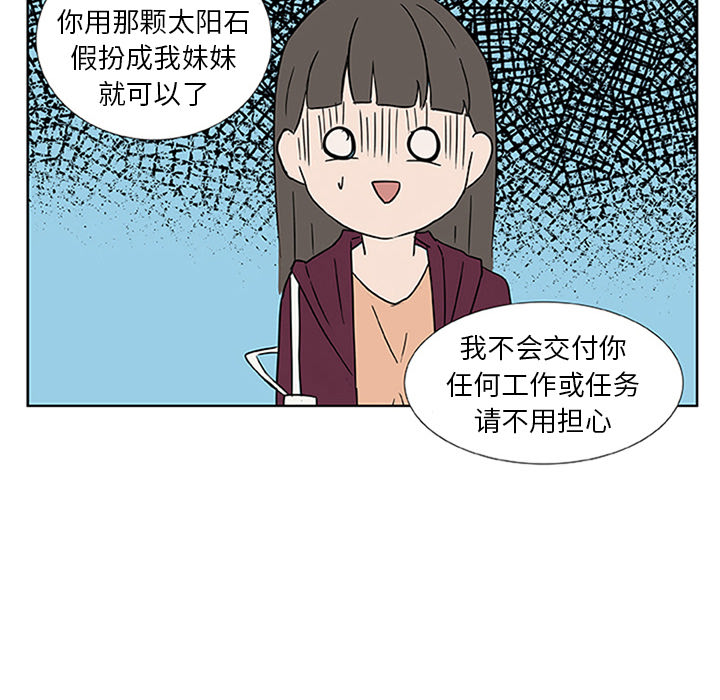 你用那颗太阳石
假扮成我妹妹
就可以了
我不会交付你
任何工作或任务
请不用担心